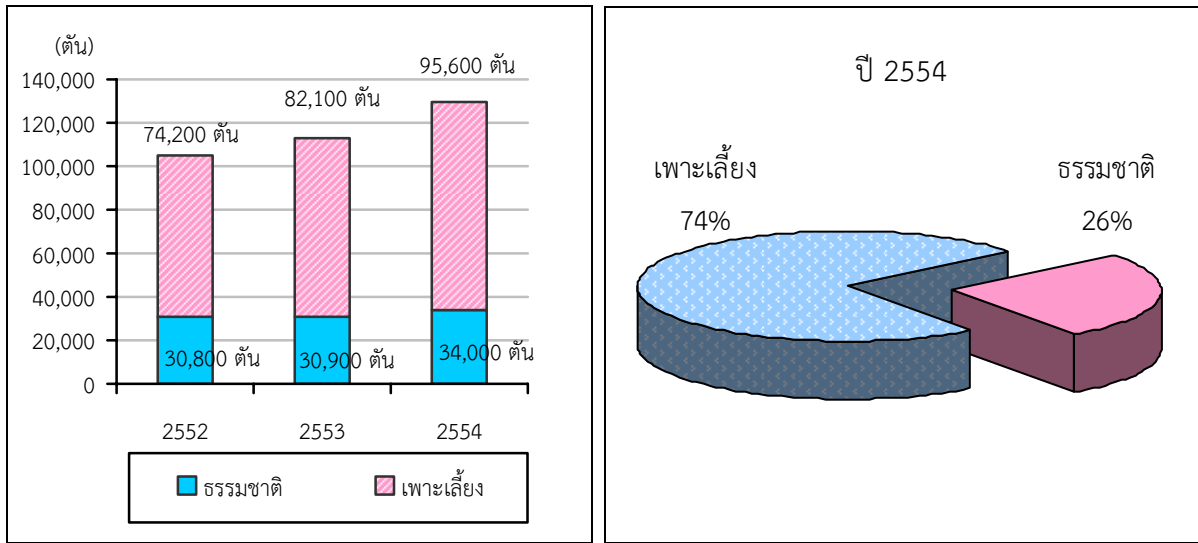 (ตัน)
140,000
120,000
100,000
80,000
60,000
40,000
20,000
0
74,200 ตัน
82,100 ตัน
95,600 ตัน
30,800 ตัน
30,900 ตัน
34,000 ตัน
2552
2553
2554
ธรรมชาติ
เพาะเลี้ยง
ปี 2554
เพาะเลี้ยง
74%
ธรรมชาติ
26%